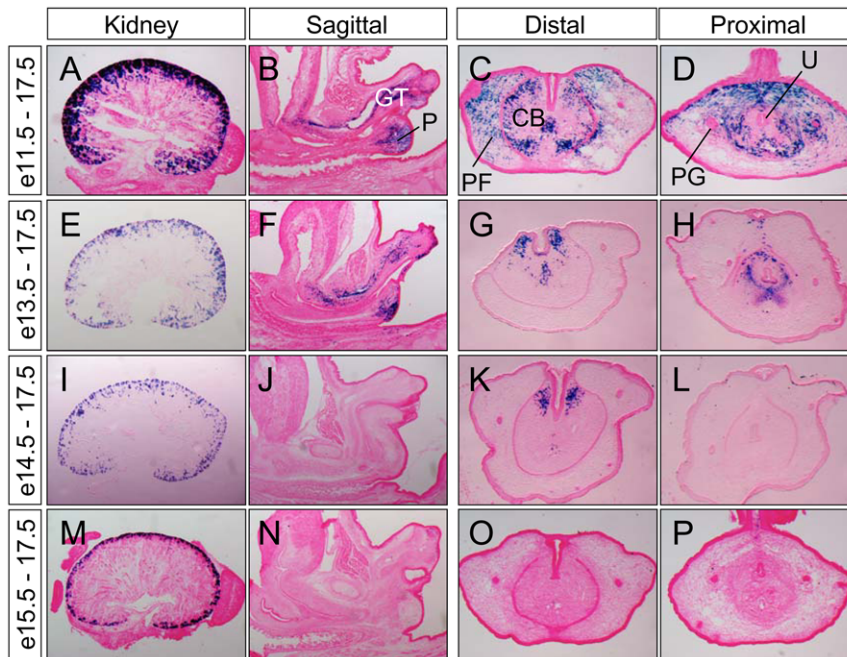 Kidney Sagittal Distal Proximal
e11.5 - 17.5
A B GT P C CB PF D U PG
e13.5 - 17.5
E F G H
e14.5 - 17.5
I J K L
e15.5 - 17.5
M N O P